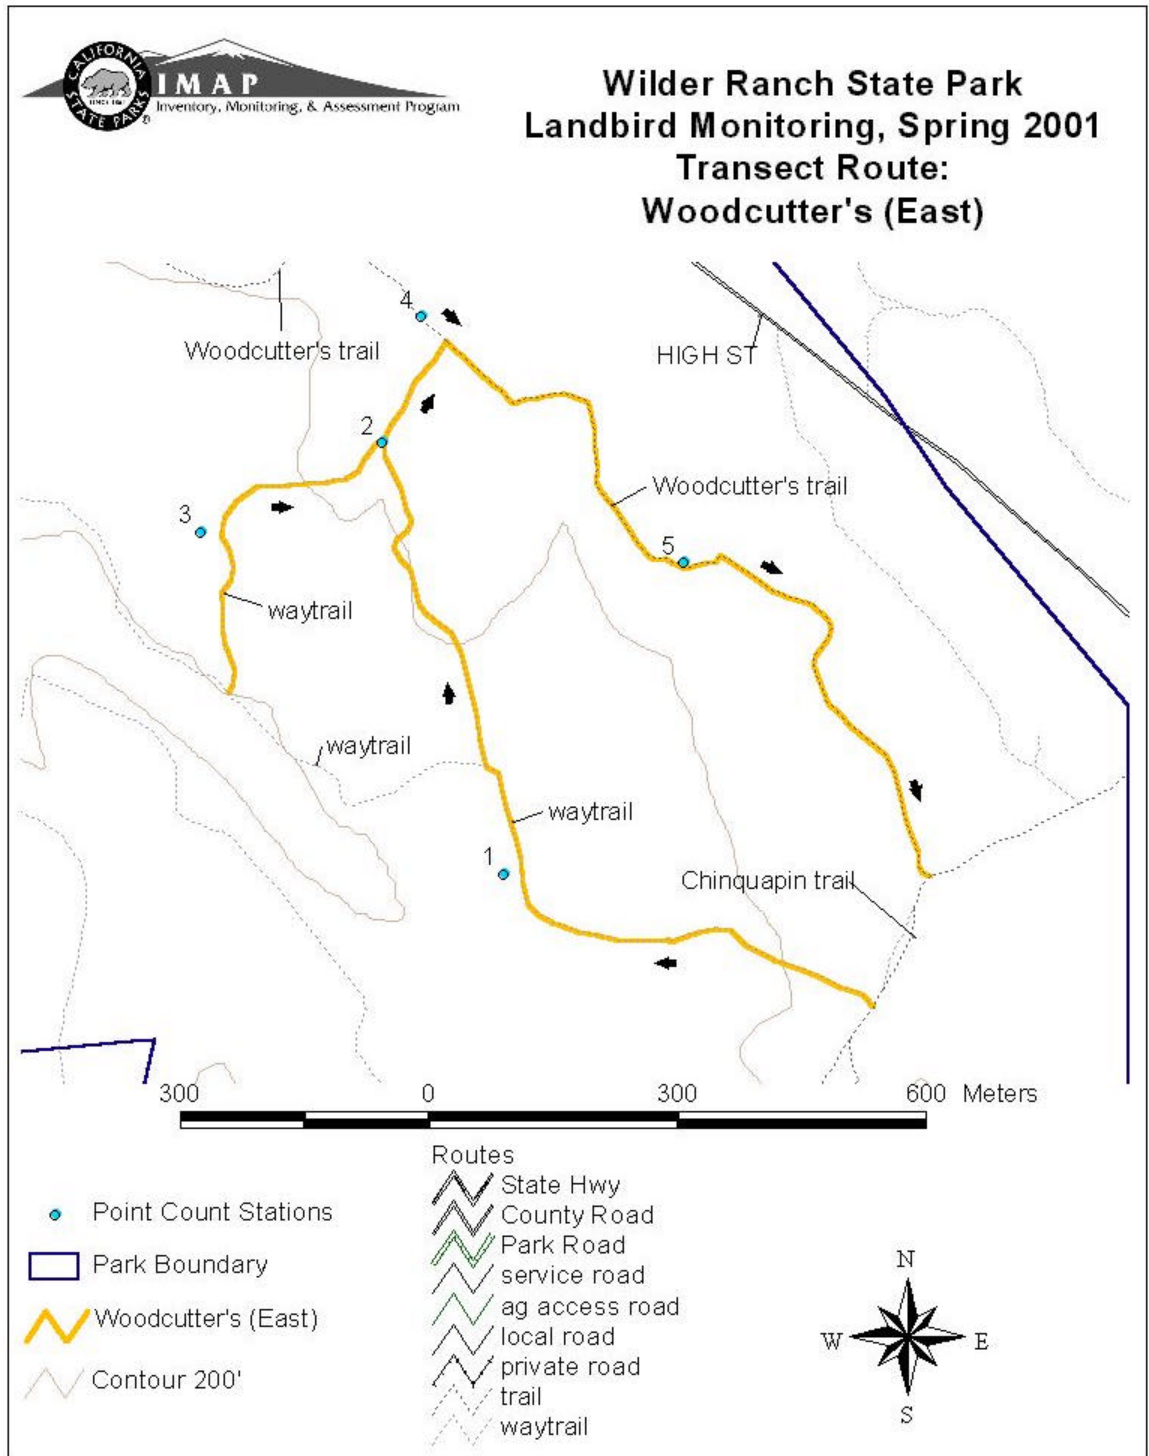 CALIFORNIA
STATE PARKS
SINCE 1864
®
IMAP
Inventory, Monitoring, & Assessment Program
Wilder Ranch State Park
Landbird Monitoring, Spring 2001
Transect Route:
Woodcutter's (East)
4
Woodcutter's trail
HIGH ST
2
Woodcutter's trail
3
5
waytrail
waytrail
waytrail
1
Chinquapin trail
300 0 300 600 Meters
Routes
State Hwy
County Road
Park Road
service road
ag access road
local road
private road
trail
waytrail
Point Count Stations
Park Boundary
Woodcutter's (East)
Contour 200'
N
W E
S